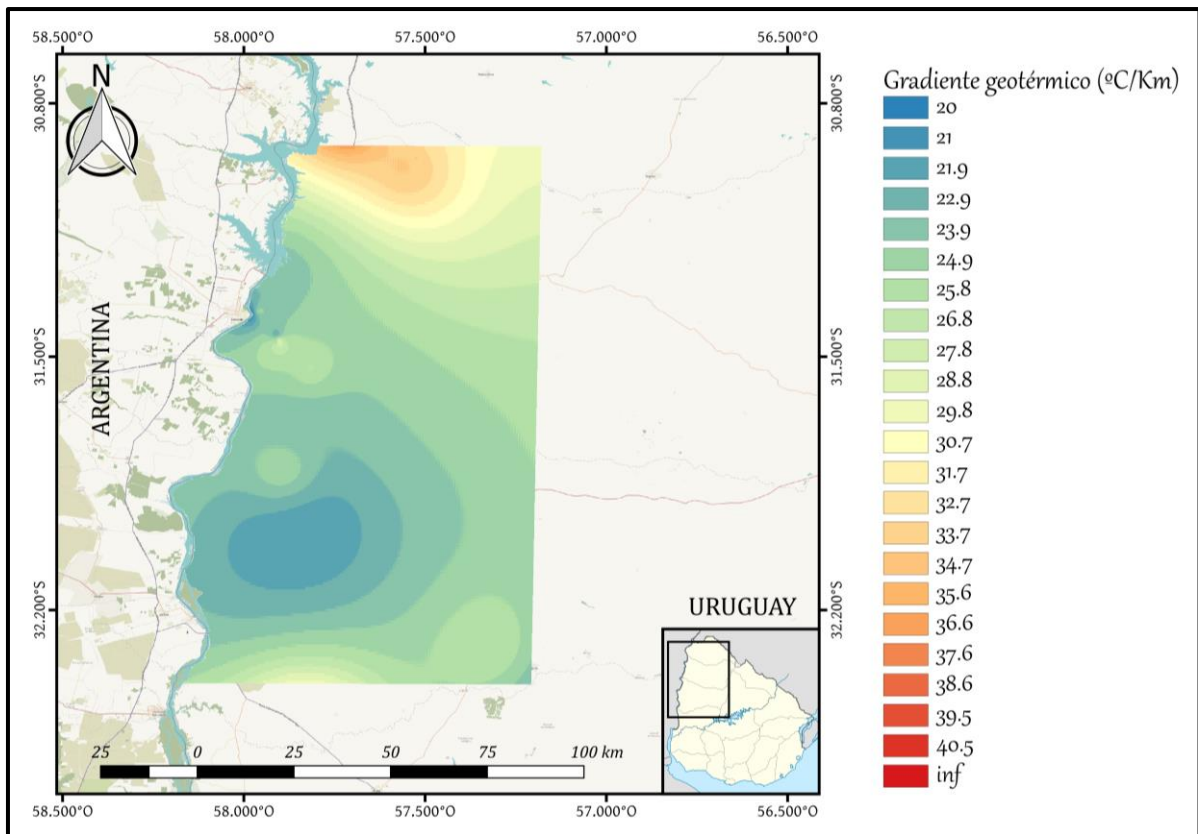 58.500°O 58.000°O 57.500°O 57.000°O 56.500°O
N
30.800°S
30.800°S
31.500°S
31.500°S
32.200°S
32.200°S
ARGENTINA
URUGUAY
25 0 25 50 75 100 km
58.500°O 58.000°O 57.500°O 57.000°O 56.500°O
Gradiente geotérmico (ºC/Km)
20
21
21.9
22.9
23.9
24.9
25.8
26.8
27.8
28.8
29.8
30.7
31.7
32.7
33.7
34.7
35.6
36.6
37.6
38.6
39.5
40.5
inf